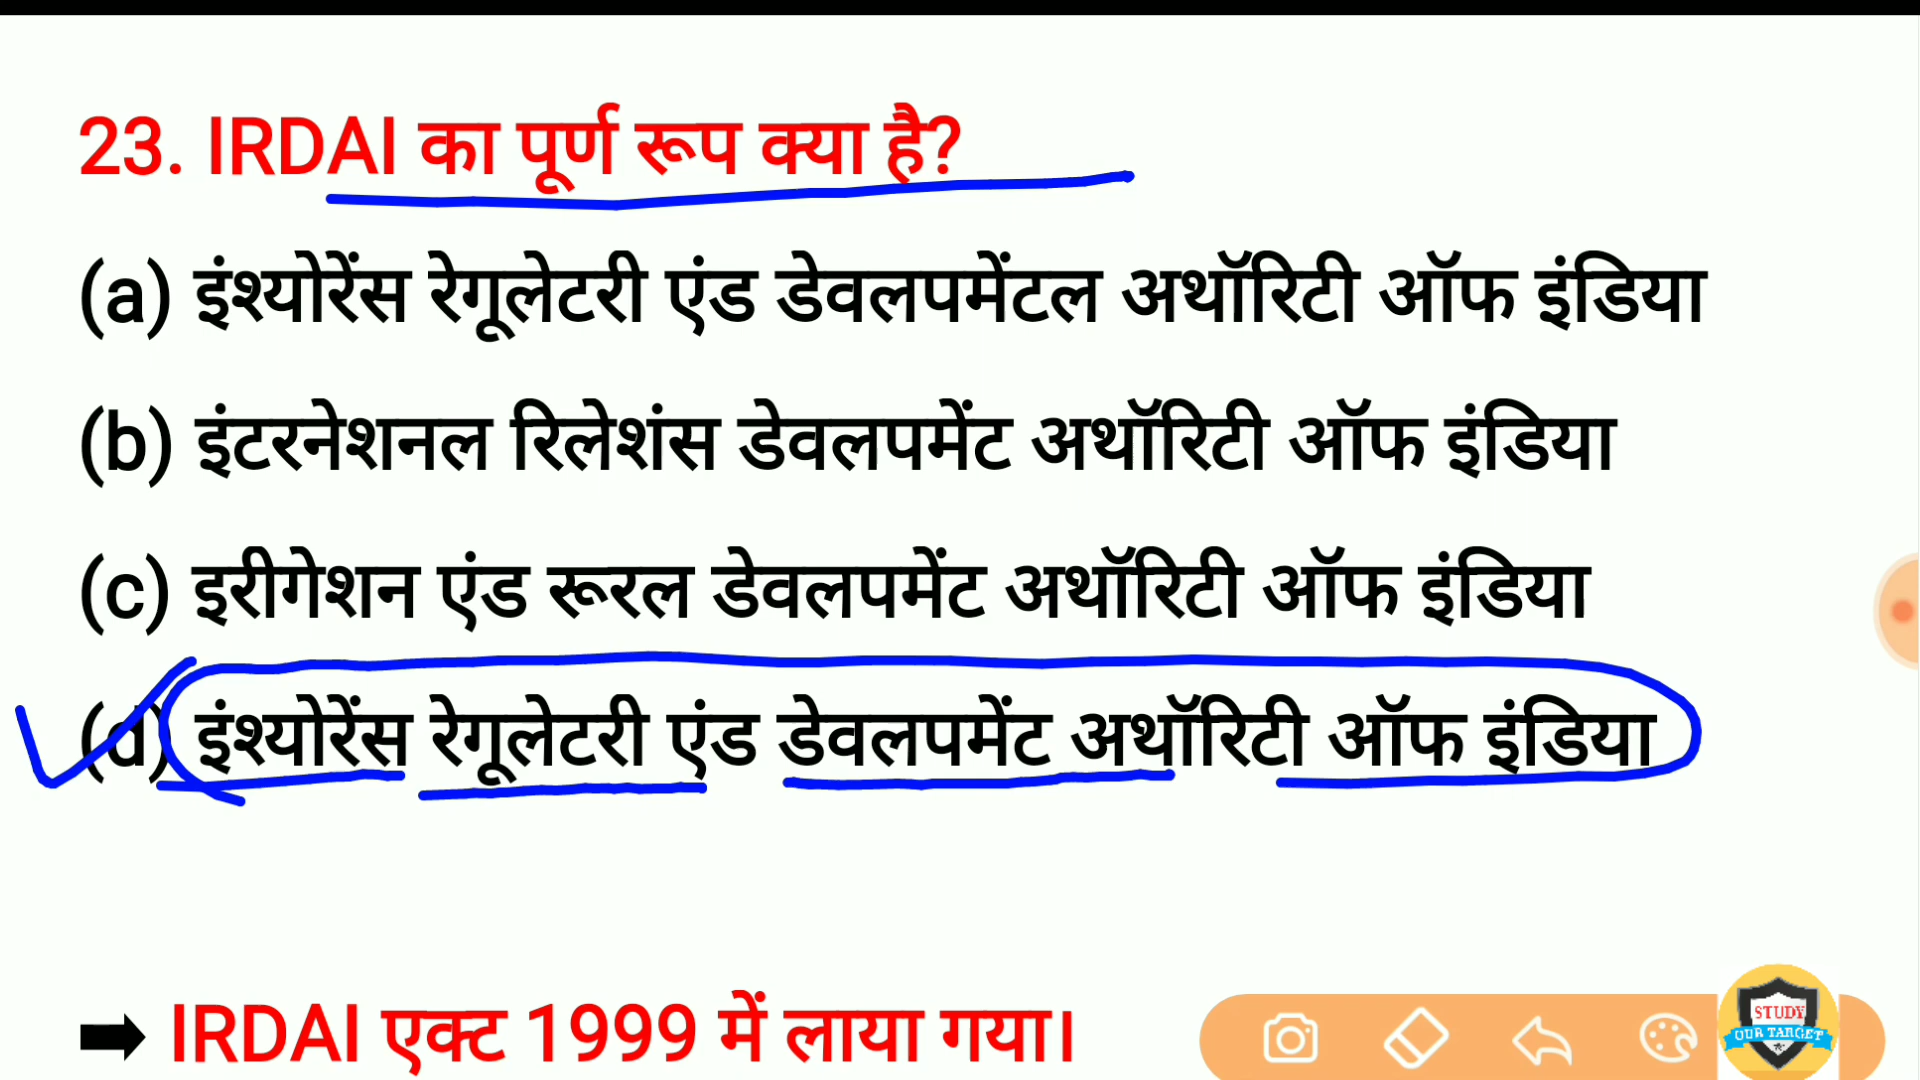 23. IRDAI का पूर्ण रूप क्या है?
(a) इंश्योरेंस रेगूलेटरी एंड डेवलपमेंटल अथॉरिटी ऑफ इंडिया
(b) इंटरनेशनल रिलेशंस डेवलपमेंट अथॉरिटी ऑफ इंडिया
(c) इरीगेशन एंड रूरल डेवलपमेंट अथॉरिटी ऑफ इंडिया
(d) इंश्योरेंस रेगूलेटरी एंड डेवलपमेंट अथॉरिटी ऑफ इंडिया
➡ IRDAI एक्ट 1999 में लाया गया।
STUDY
OUR TARGET